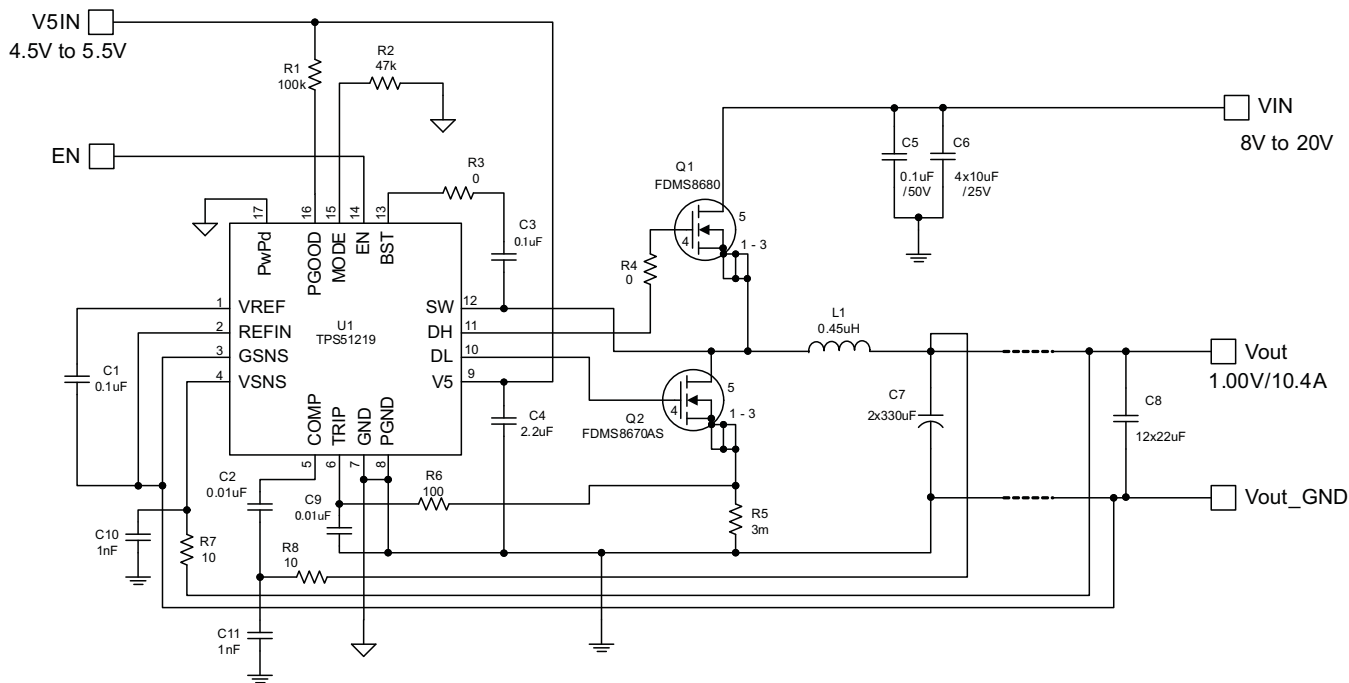 V5IN
4.5V to 5.5V
R1
100k
R2
47k
VIN
8V to 20V
C5
0.1uF
/50V
C6
4x10uF
/25V
EN
R3
0
Q1
FDMS8680
5
4
1 - 3
C3
0.1uF
R4
0
17
16
15
14
13
PwPd
PGOOD
MODE
EN
BST
1
VREF
2
REFIN
3
GSNS
4
VSNS
U1
TPS51219
SW
12
DH
11
DL
10
V5
9
COMP
TRIP
GND
PGND
5
6
7
8
C1
0.1uF
L1
0.45uH
Vout
1.00V/10.4A
C7
2x330uF
C8
12x22uF
Q2
FDMS8670AS
5
4
1 - 3
C4
2.2uF
C2
0.01uF
C9
0.01uF
R6
100
R5
3m
Vout_GND
C10
1nF
R7
10
R8
10
C11
1nF